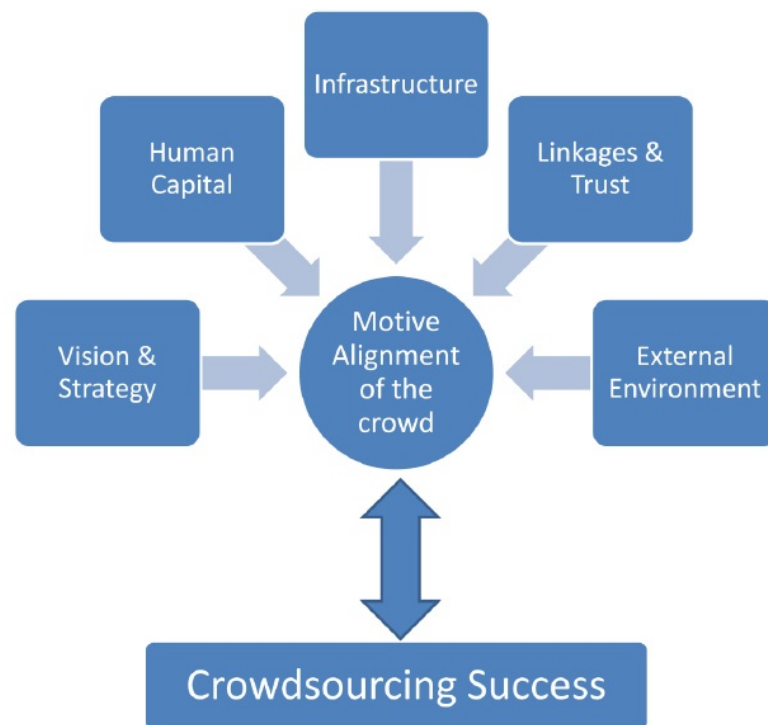 Infrastructure
Human
Capital
Linkages &
Trust
Vision &
Strategy
Motive
Alignment
of the
crowd
External
Environment
Crowdsourcing Success